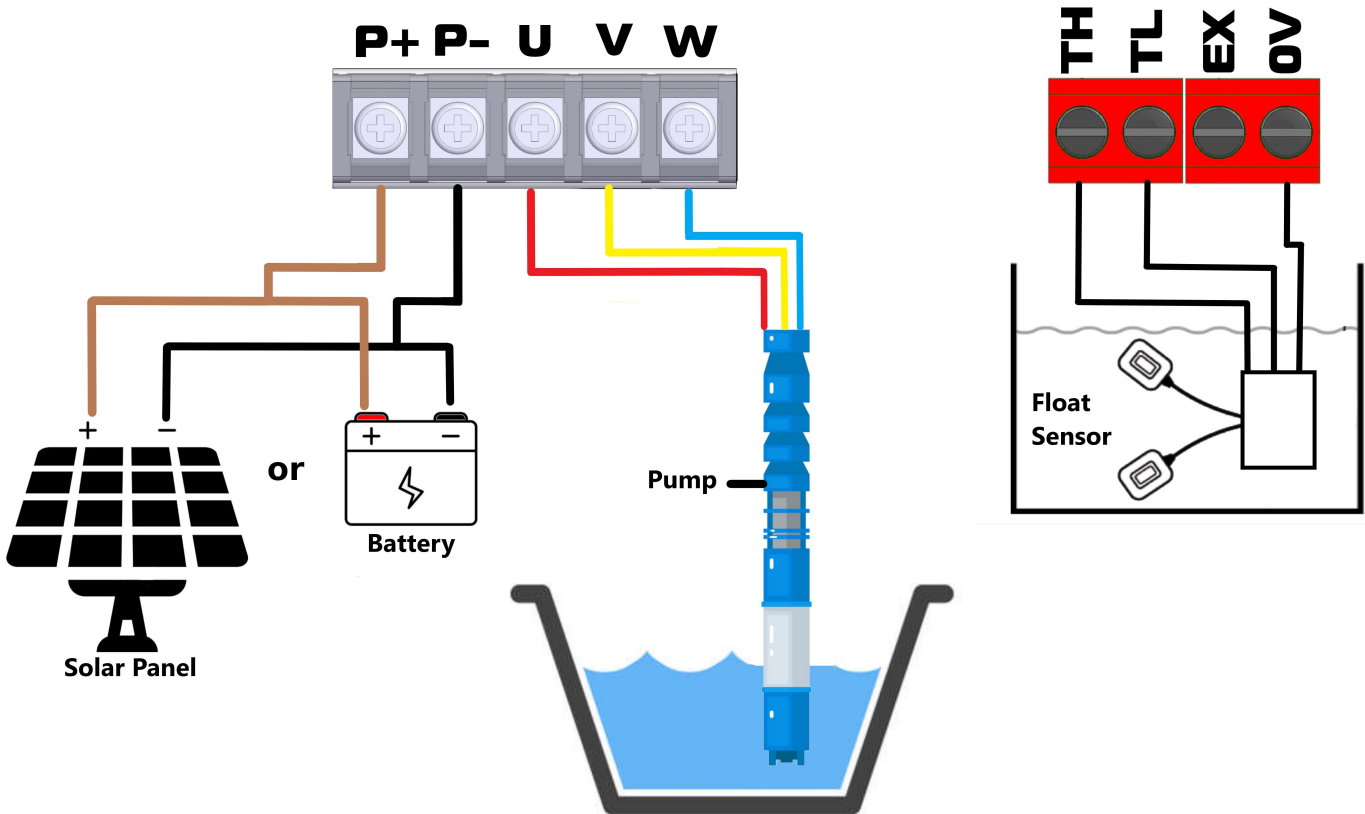 P+ P- U V W
TH TL EX 0V
+ −
or
+ −
Battery
Solar Panel
Pump
Float
Sensor